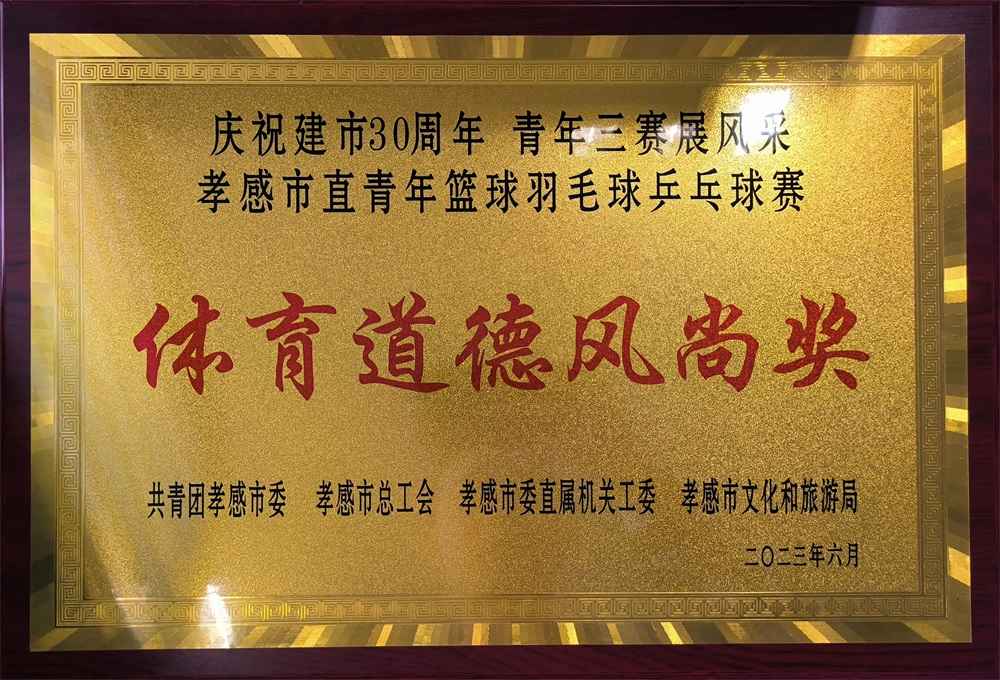 庆祝建市30周年 青年三赛展风采
孝感市直青年篮球羽毛球乒乓球赛
体育道德风尚奖
共青团孝感市委 孝感市总工会 孝感市委直属机关工委 孝感市文化和旅游局
二〇二三年六月